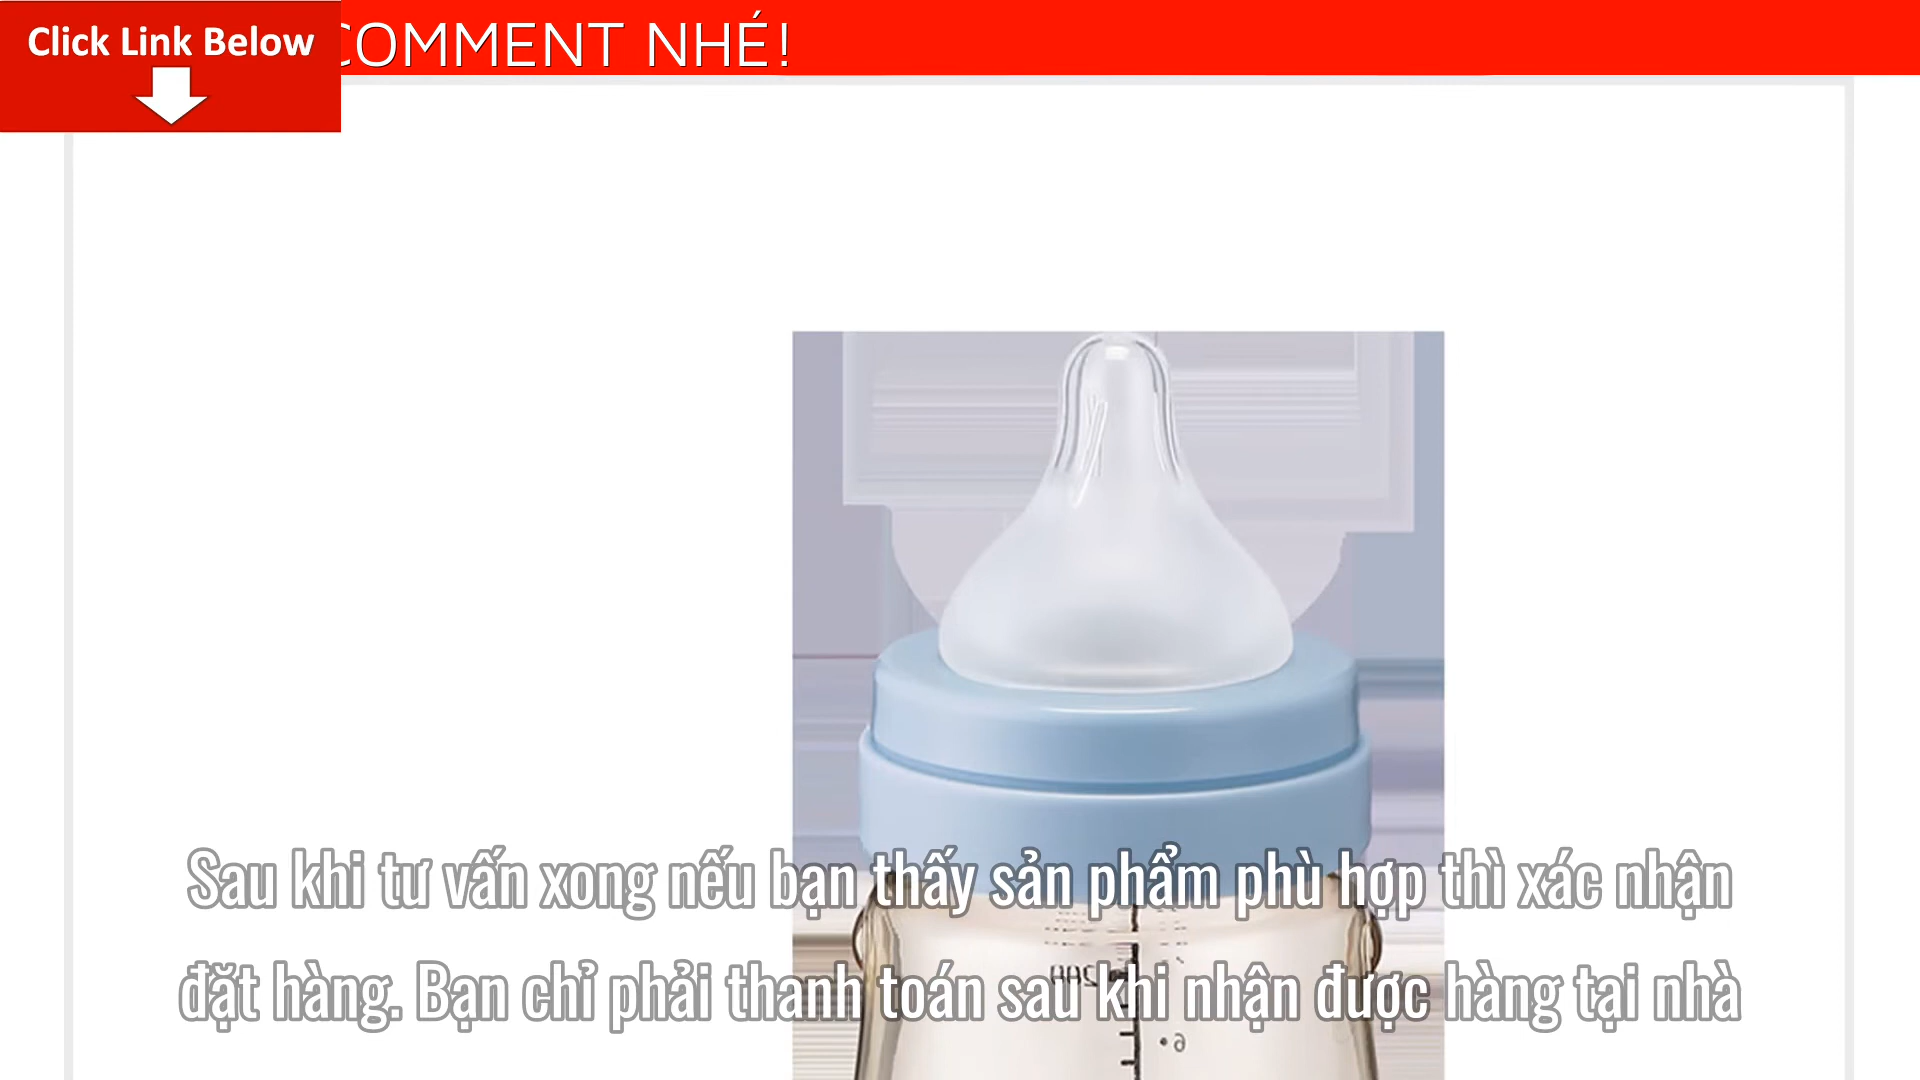 Click Link Below
COMMENT NHÉ!
Sau khi tư vấn xong nếu bạn thấy sản phẩm phù hợp thì xác nhận
đặt hàng. Bạn chỉ phải thanh toán sau khi nhận được hàng tại nhà